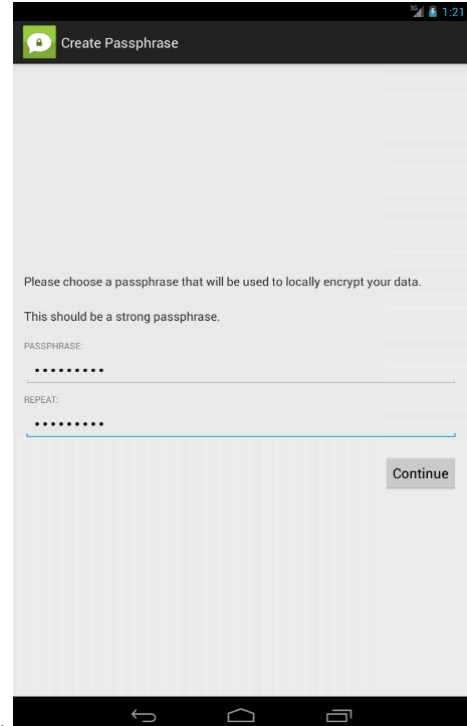 3G 1:21
Create Passphrase
Please choose a passphrase that will be used to locally encrypt your data.
This should be a strong passphrase.
PASSPHRASE:
•••••••••
REPEAT:
•••••••••
Continue